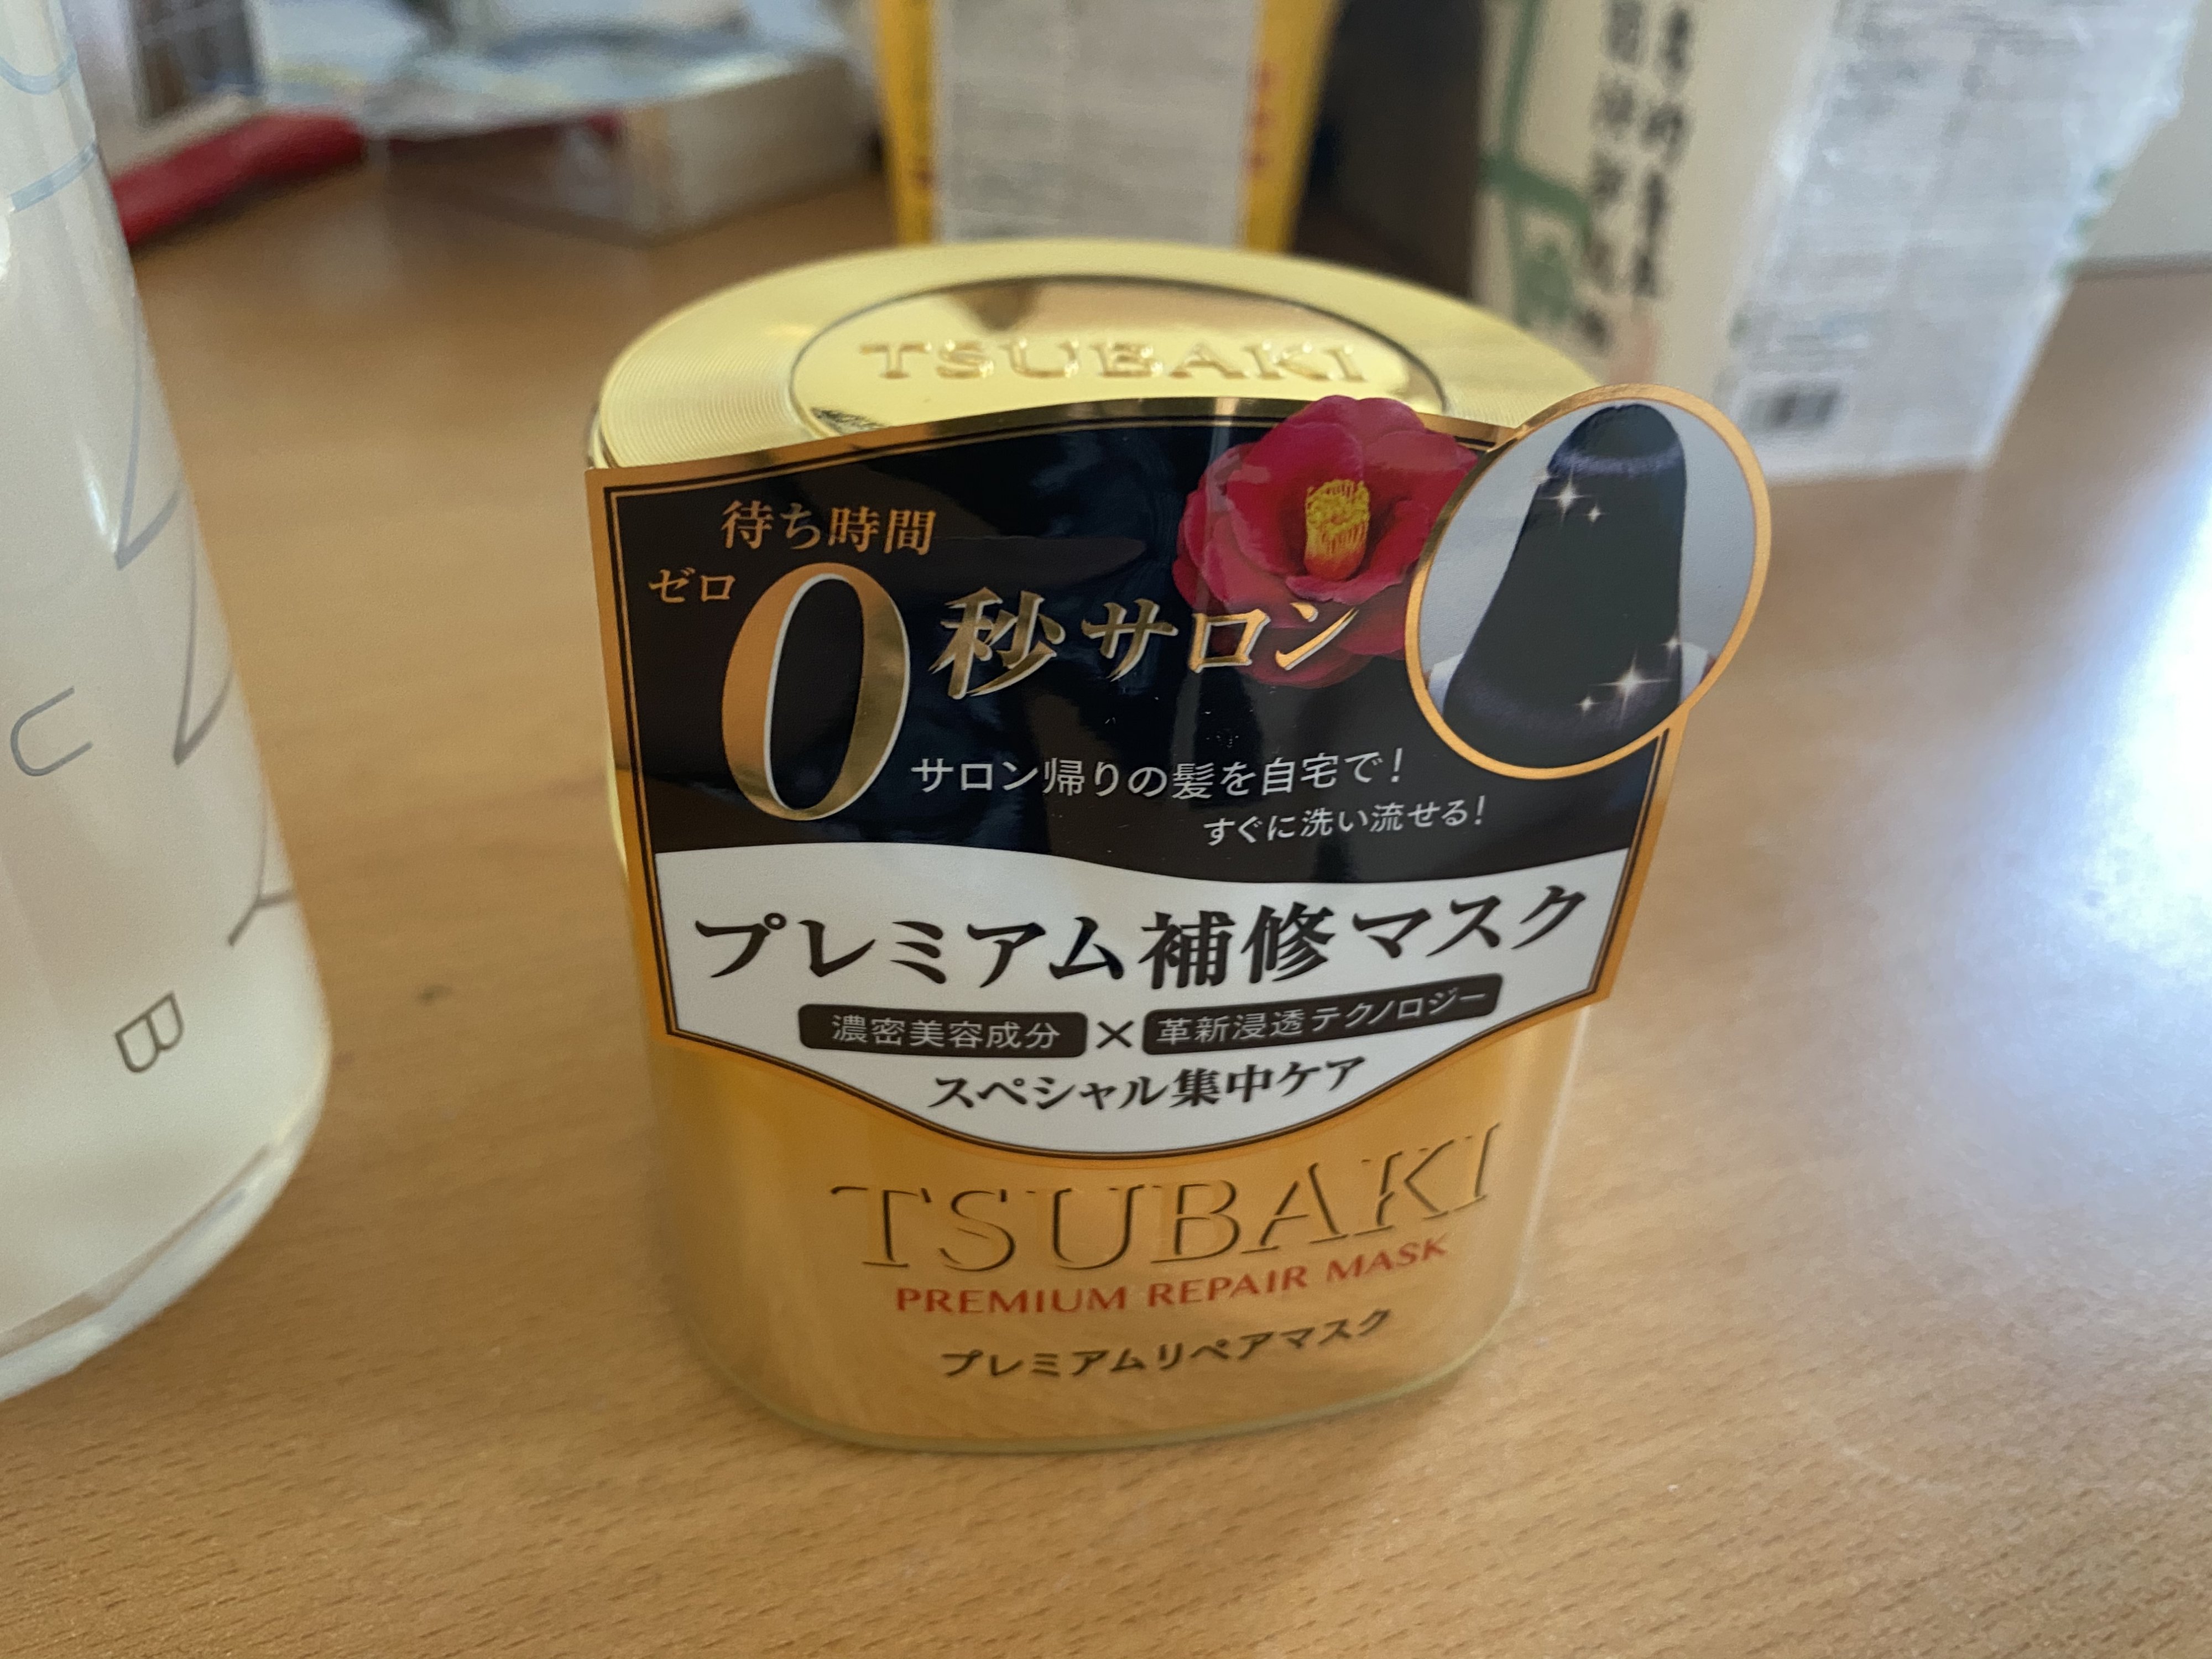 TSUBAKI
待ち時間
ゼロ
0秒サロン
サロン帰りの髪を自宅で!
すぐに洗い流せる!
プレミアム補修マスク
濃密美容成分×革新浸透テクノロジー
スペシャル集中ケア
TSUBAKI
PREMIUM REPAIR MASK
プレミアムリペアマスク
U
B